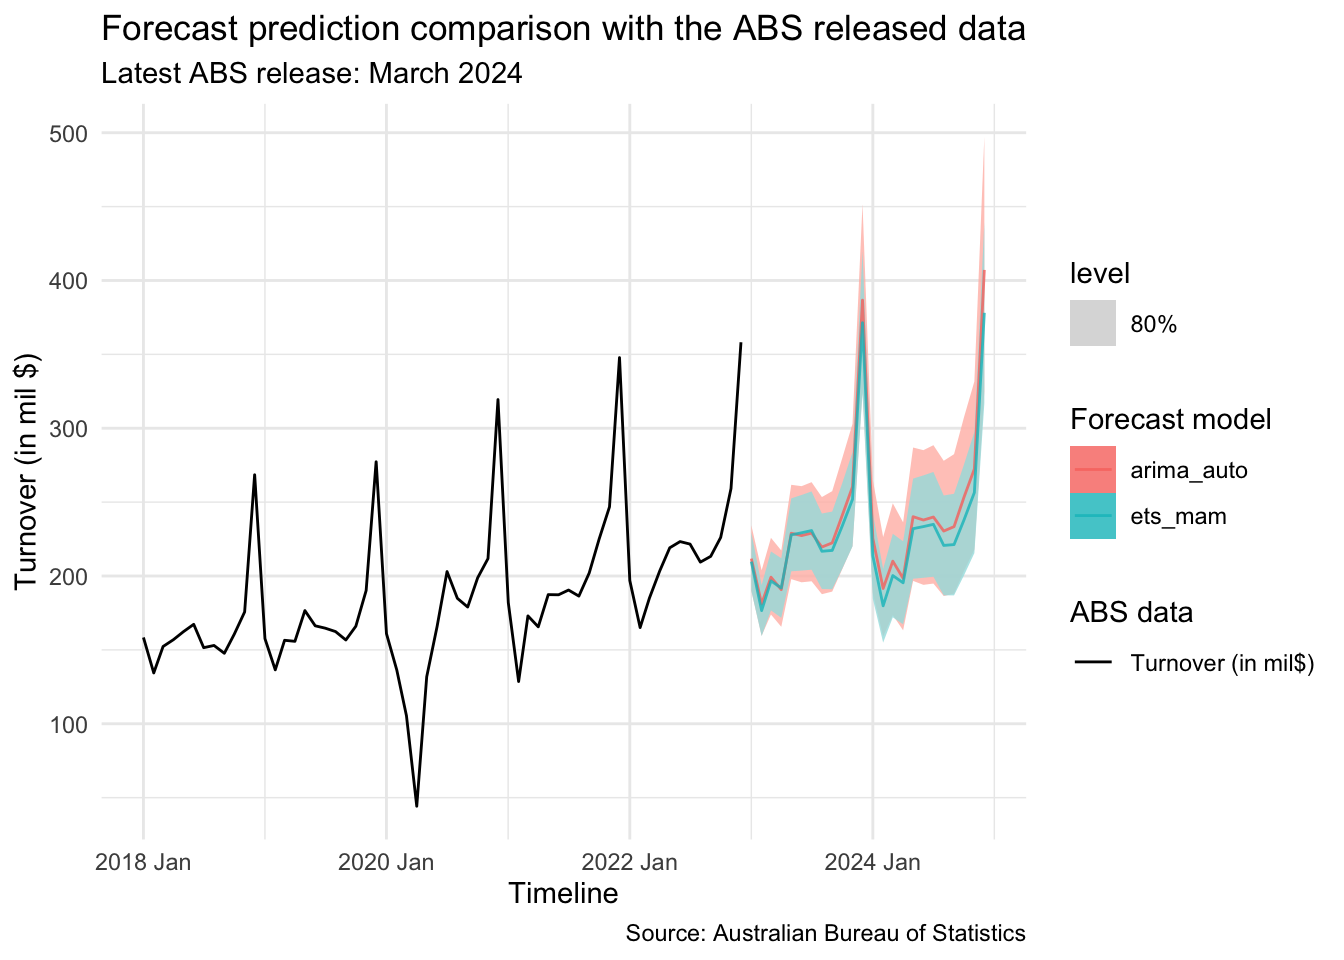 Forecast prediction comparison with the ABS released data
Latest ABS release: March 2024
500
400
300
200
100
Turnover (in mil $)
2018 Jan
2020 Jan
2022 Jan
2024 Jan
Timeline
level
80%
Forecast model
arima_auto
ets_mam
ABS data
Turnover (in mil$)
Source: Australian Bureau of Statistics